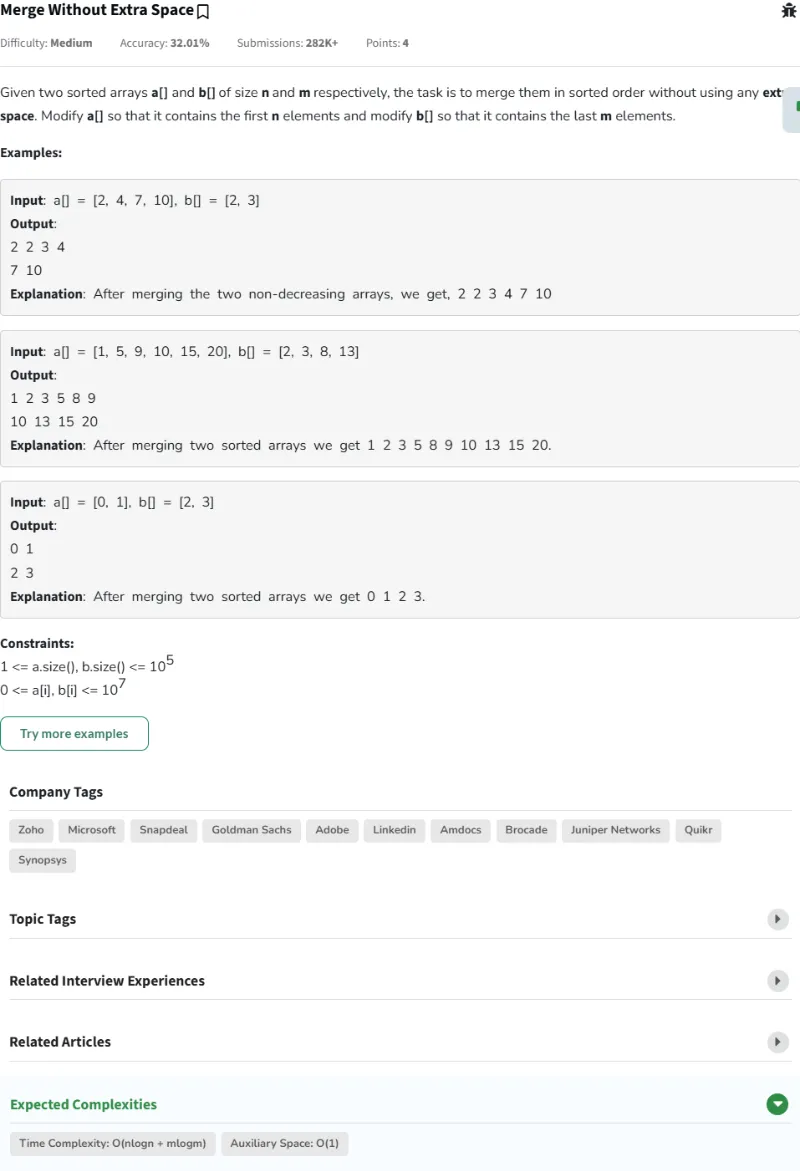 Merge Without Extra Space
Difficulty: Medium Accuracy: 32.01% Submissions: 282K+ Points: 4
Given two sorted arrays a[] and b[] of size n and m respectively, the task is to merge them in sorted order without using any ext
space. Modify a[] so that it contains the first n elements and modify b[] so that it contains the last m elements.
Examples:
Input: a[] = [2, 4, 7, 10], b[] = [2, 3]
Output:
2 2 3 4
7 10
Explanation: After merging the two non-decreasing arrays, we get, 2 2 3 4 7 10
Input: a[] = [1, 5, 9, 10, 15, 20], b[] = [2, 3, 8, 13]
Output:
1 2 3 5 8 9
10 13 15 20
Explanation: After merging two sorted arrays we get 1 2 3 5 8 9 10 13 15 20.
Input: a[] = [0, 1], b[] = [2, 3]
Output:
0 1
2 3
Explanation: After merging two sorted arrays we get 0 1 2 3.
Constraints:
1 <= a.size(), b.size() <= 10^5
0 <= a[i], b[i] <= 10^7
Try more examples
Company Tags
Zoho Microsoft Snapdeal Goldman Sachs Adobe Linkedin Amdocs Brocade Juniper Networks Quikr
Synopsys
Topic Tags
Related Interview Experiences
Related Articles
Expected Complexities
Time Complexity: O(nlogn + mlogm) Auxiliary Space: O(1)